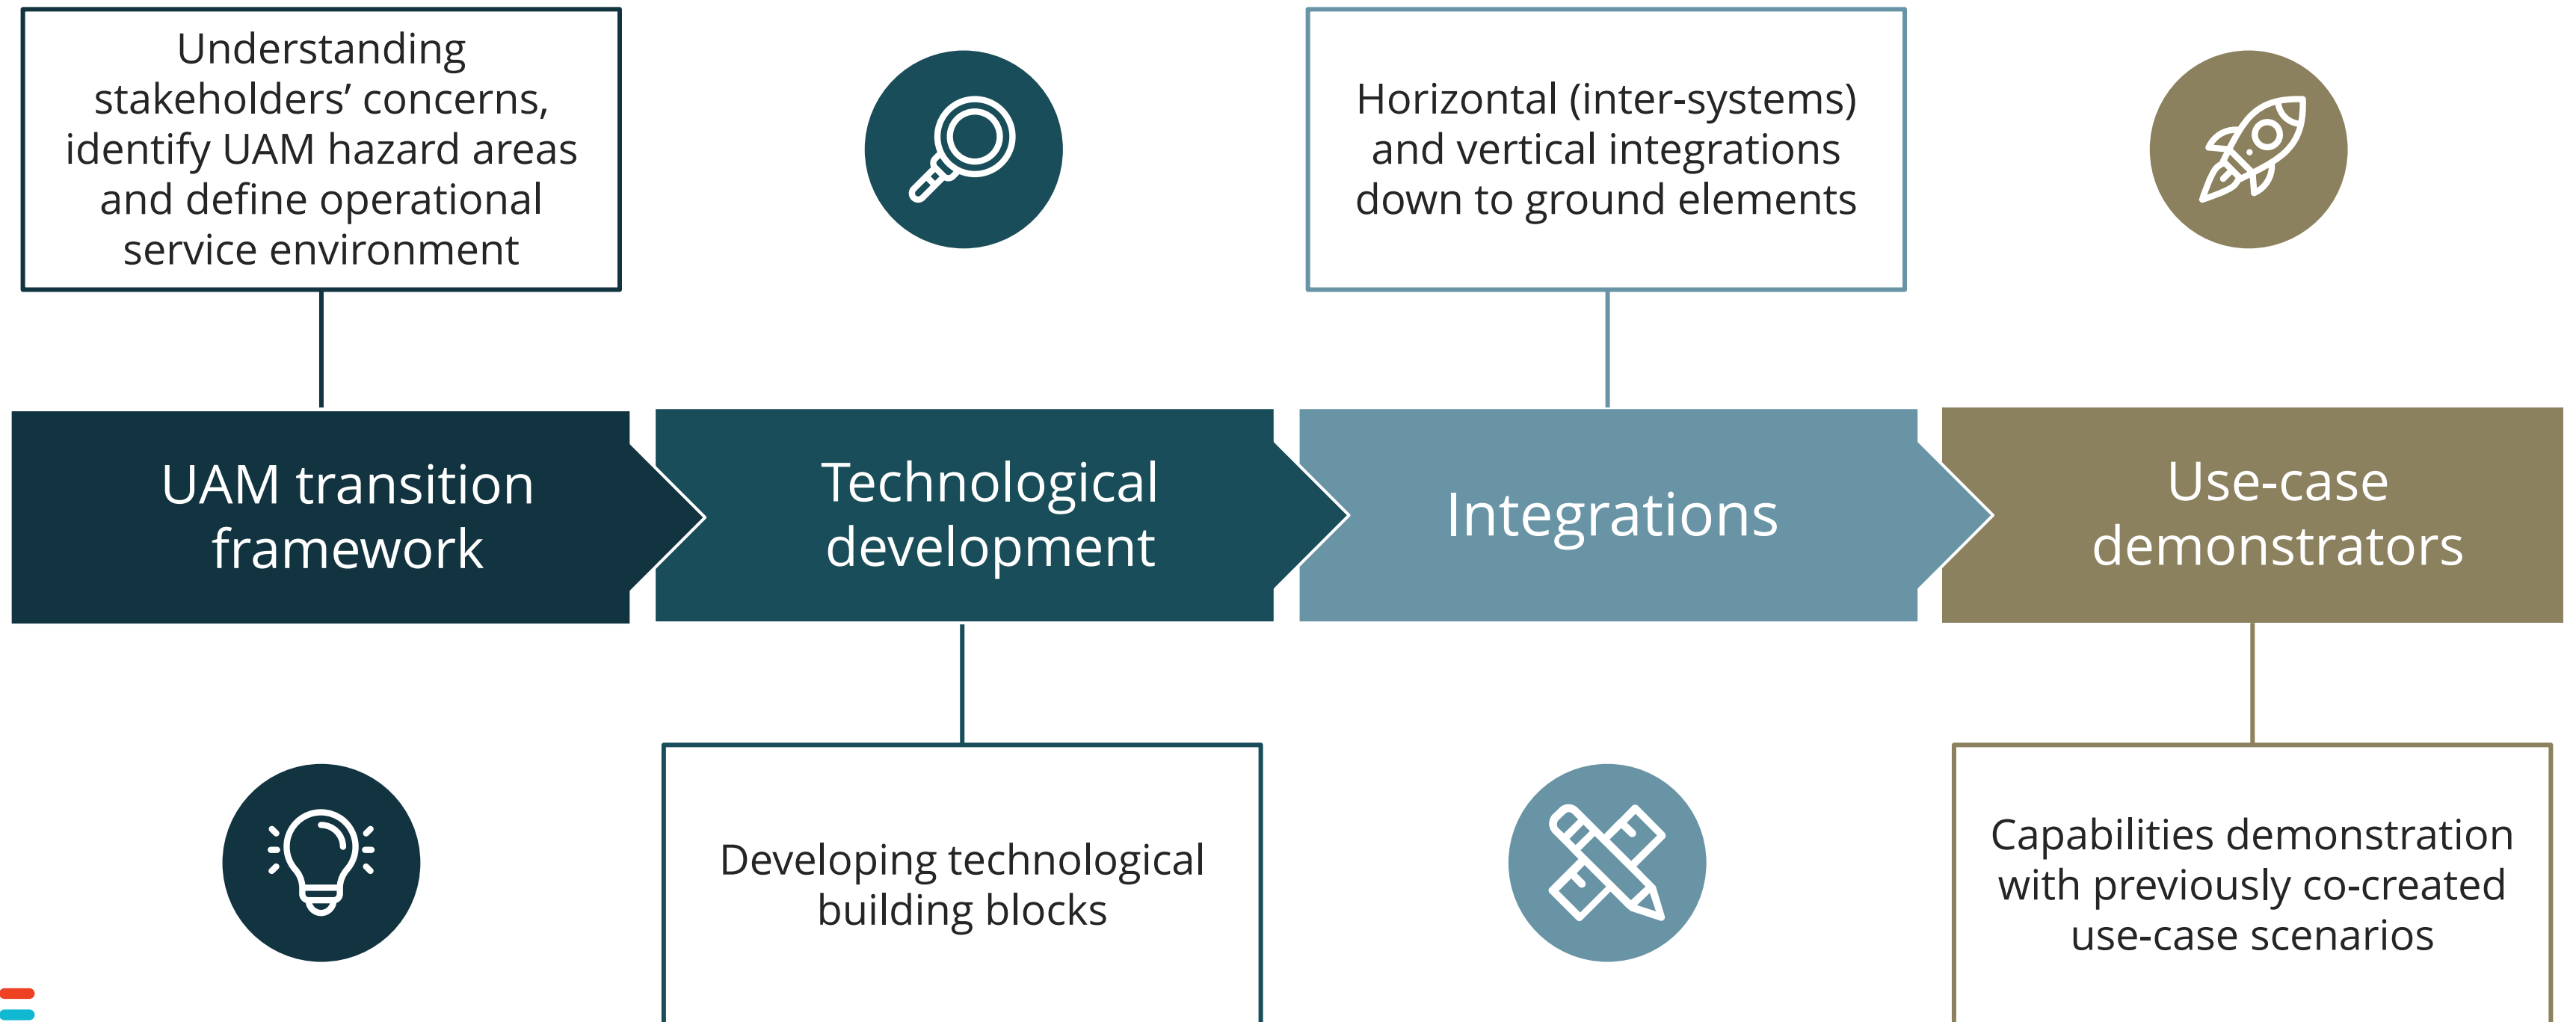 Understanding
stakeholders’ concerns,
identify UAM hazard areas
and define operational
service environment
Horizontal (inter-systems)
and vertical integrations
down to ground elements
UAM transition
framework
Technological
development
Integrations
Use-case
demonstrators
Developing technological
building blocks
Capabilities demonstration
with previously co-created
use-case scenarios